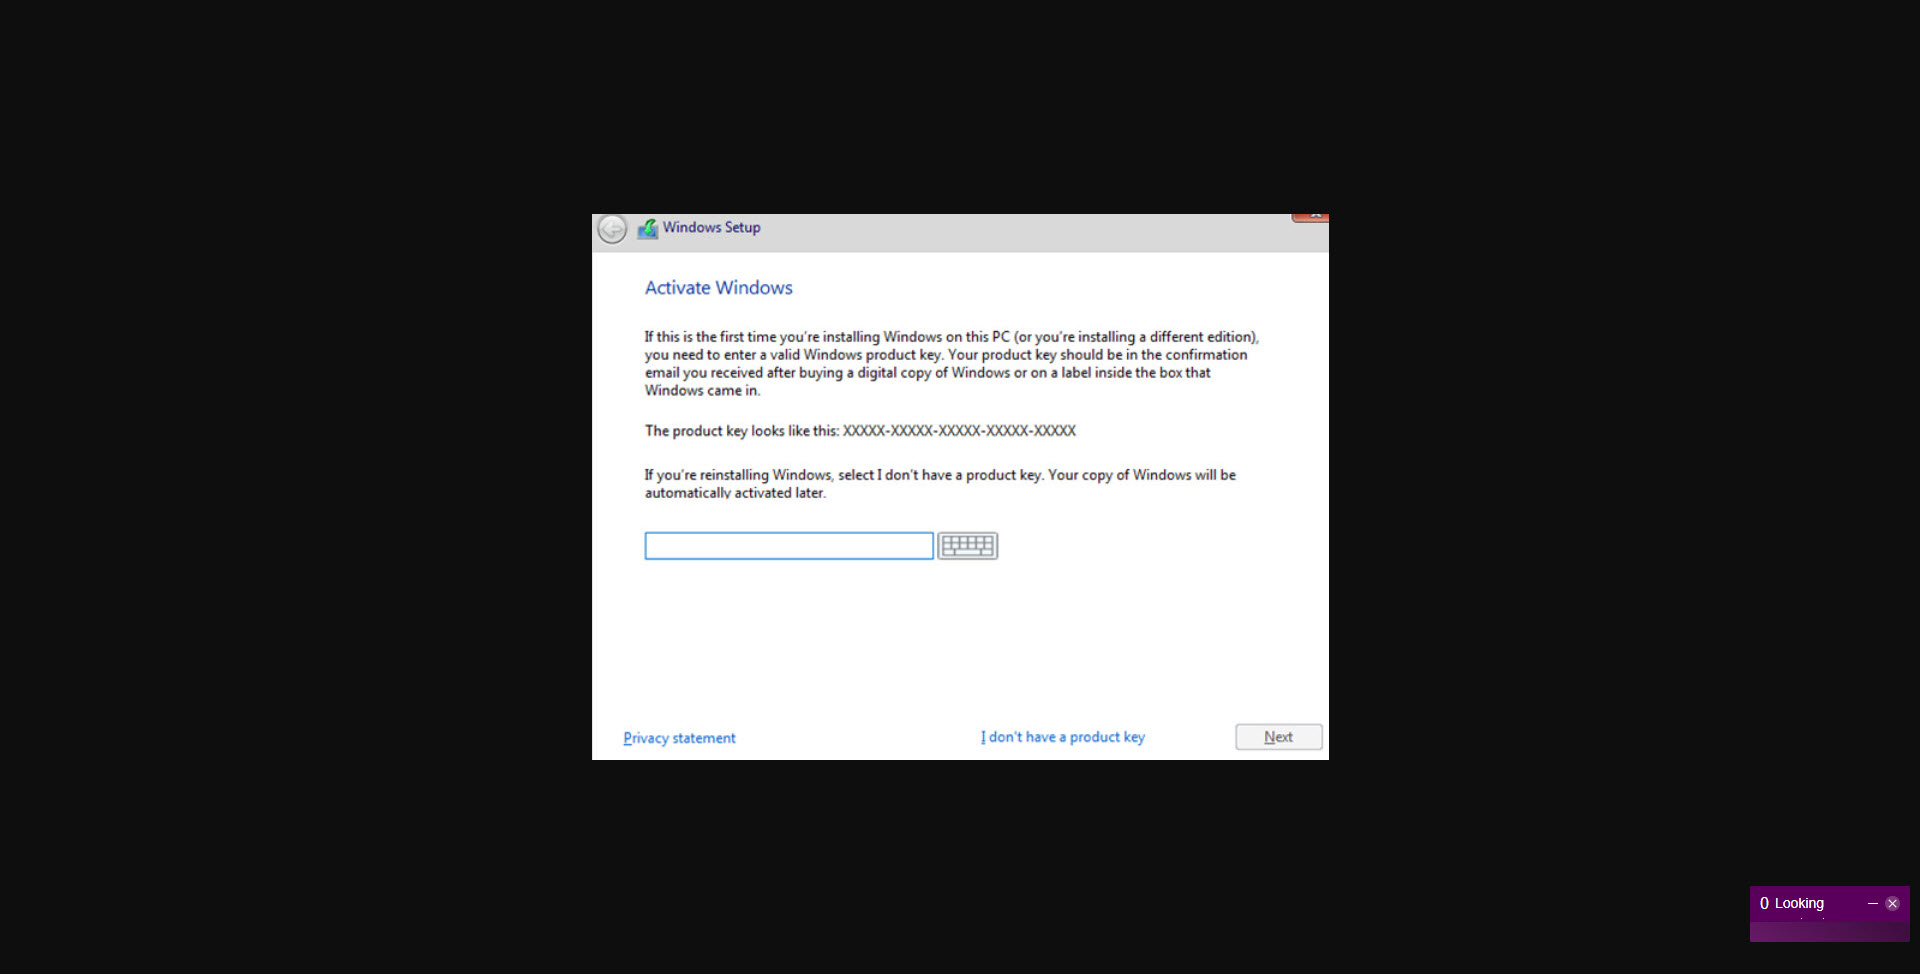 Windows Setup
Activate Windows
If this is the first time you're installing Windows on this PC (or you're installing a different edition),
you need to enter a valid Windows product key. Your product key should be in the confirmation
email you received after buying a digital copy of Windows or on a label inside the box that
Windows came in.
The product key looks like this: XXXXX-XXXXX-XXXXX-XXXXX-XXXXX
If you're reinstalling Windows, select I don't have a product key. Your copy of Windows will be
automatically activated later.
Privacy statement
I don't have a product key
Next
0 Looking